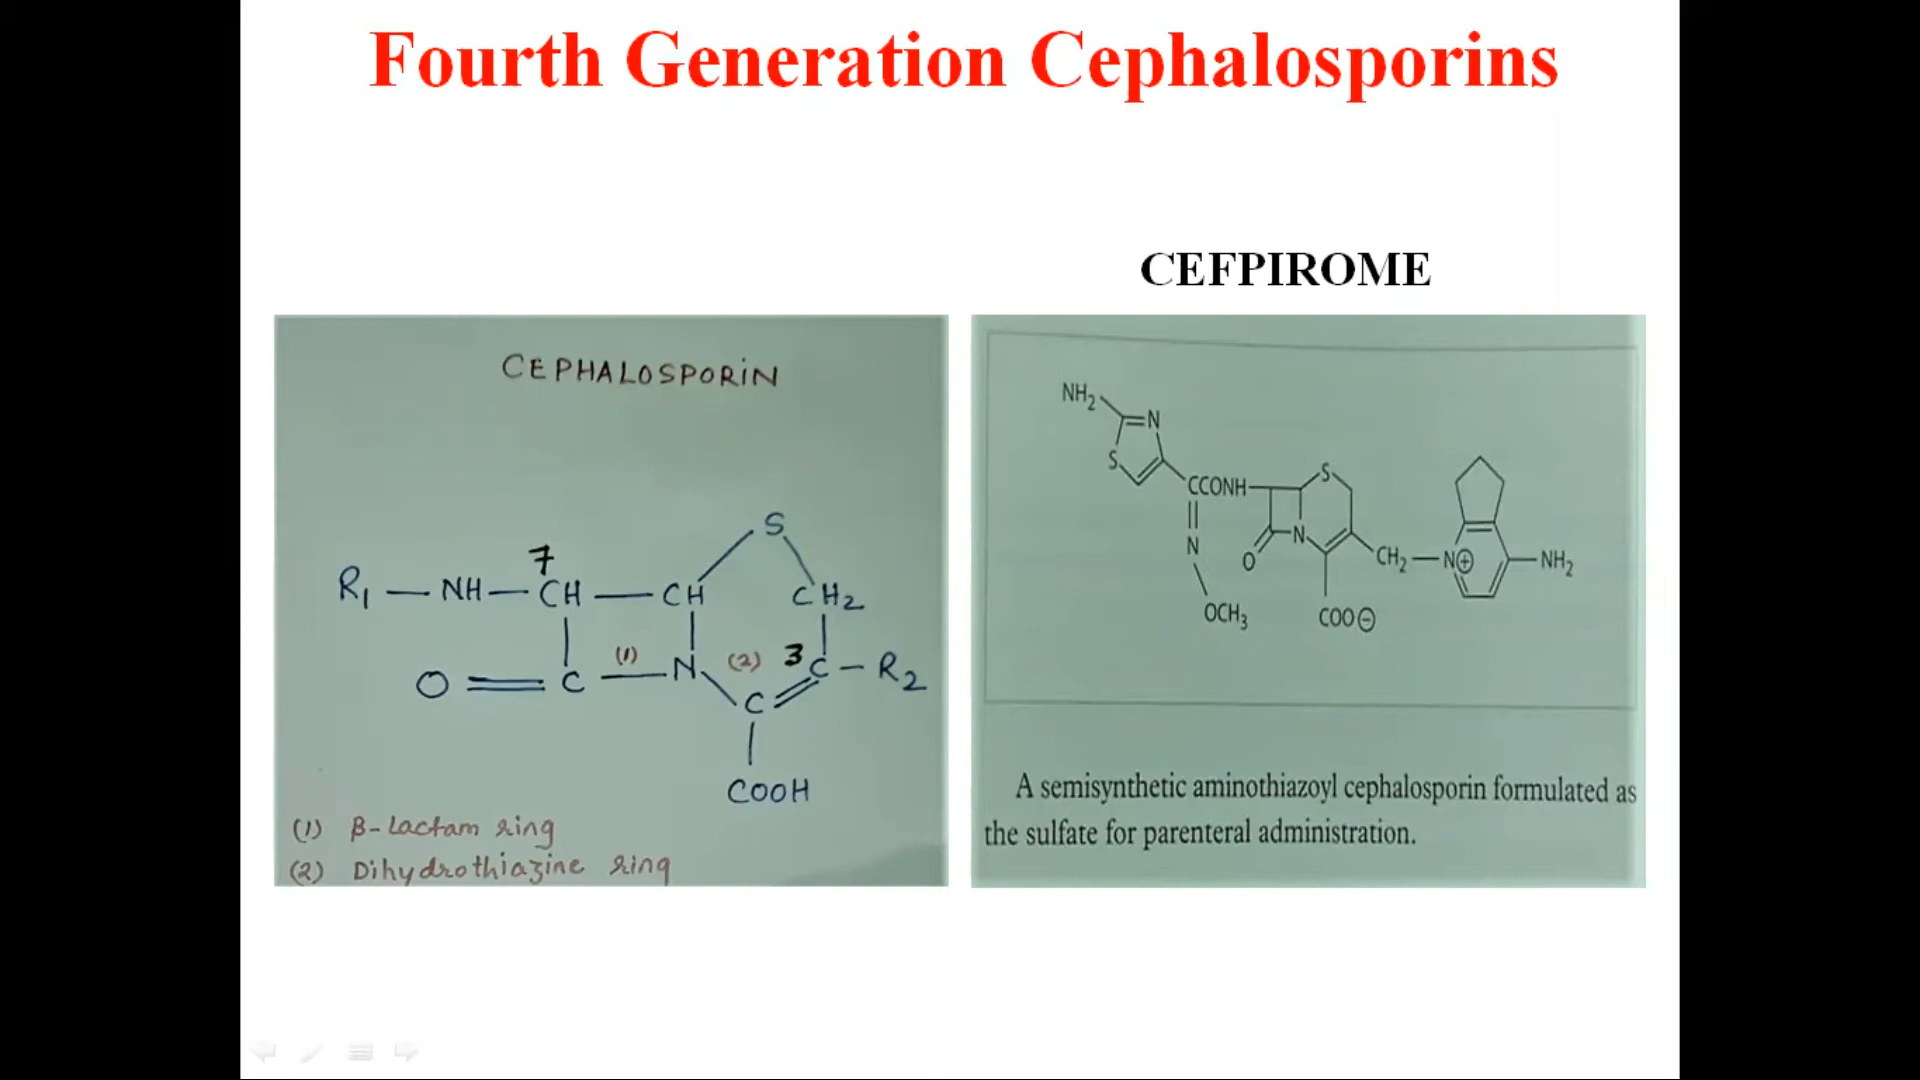 Fourth Generation Cephalosporins
CEFPIROME
CEPHALOSPORIN
S
7
R1 — NH — CH — CH CH2
O = C (1) — N (2) 3 C — R2
C
COOH
(1) β-lactam ring
(2) Dihydrothiazine ring
NH2
N
S
CCONH
S
N
N
O
CH2 — N⊕
NH2
OCH3
COO⊖
A semisynthetic aminothiazoyl cephalosporin formulated as
the sulfate for parenteral administration.